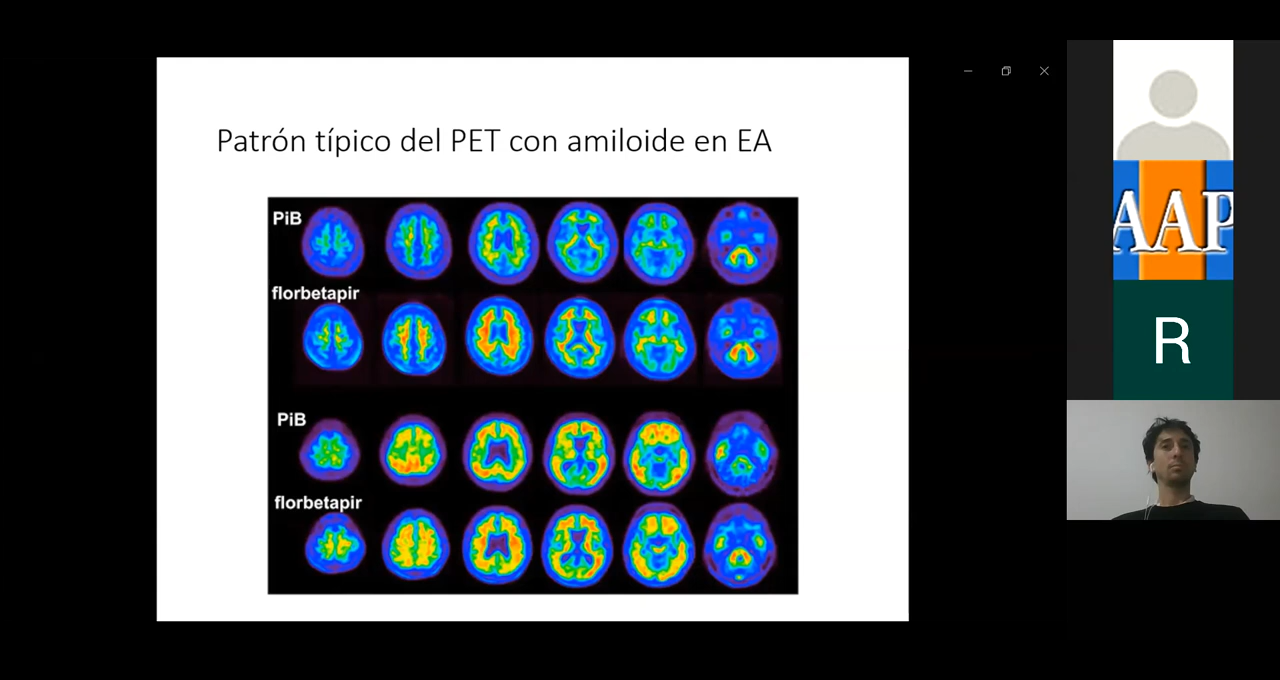 Patrón típico del PET con amiloide en EA
PiB
florbetapir
PiB
florbetapir
AAP
R